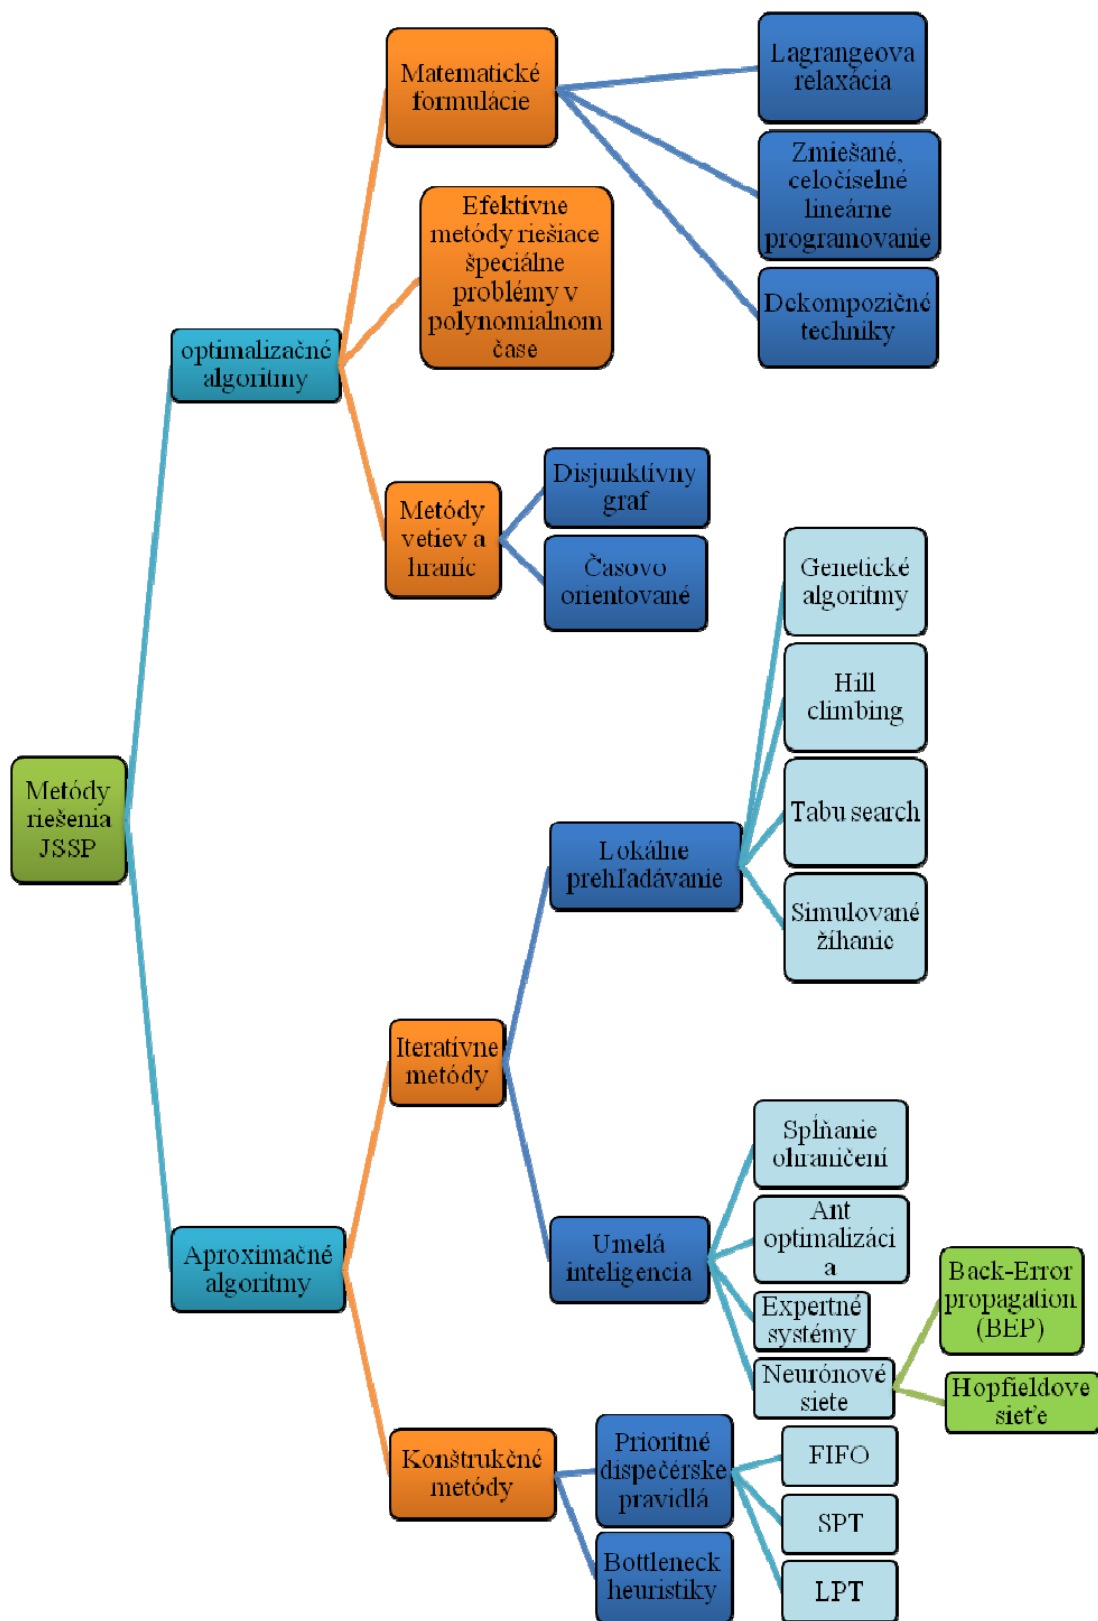 Metódy
riešenia
JSSP
optimalizačné
algoritmy
Matematické
formulácie
Lagrangeova
relaxácia
Zmiešané,
celočíselné
lineárne
programovanie
Dekompozičné
techniky
Efektívne
metódy riešiace
špeciálne
problémy v
polynomialnom
čase
Metódy
vetiev a
hraníc
Disjunktívny
graf
Časovo
orientované
Aproximačné
algoritmy
Iteratívne
metódy
Lokálne
prehľadávanie
Genetické
algoritmy
Hill
climbing
Tabu search
Simulované
žíhanie
Umelá
inteligencia
Spĺňanie
ohraničení
Ant
optimalizáci
a
Expertné
systémy
Neurónové
siete
Back-Error
propagation
(BEP)
Hopfieldove
sieťe
Konštrukčné
metódy
Prioritné
dispečérske
pravidlá
FIFO
SPT
LPT
Bottleneck
heuristiky